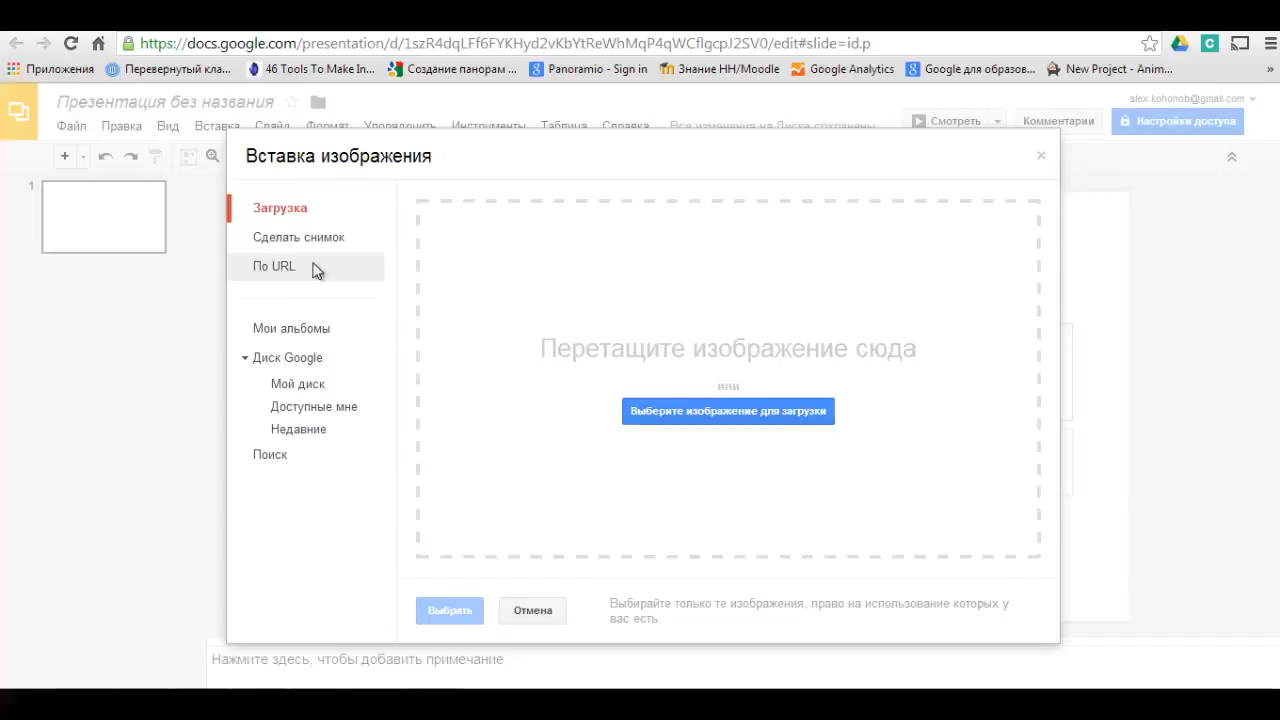 https://docs.google.com/presentation/d/1szR4dqLFf6FYKHyd2vKbYtReWhMqP4qWCflgcpJ2SV0/edit#slide=id.p
Приложения Перевернутый кла... 46 Tools To Make In... Создание панорам ... Panoramio - Sign in Знание НН/Moodle Google Analytics Google для образов... New Project - Anim... »
Презентация без названия alex.kohohob@gmail.com
Файл Правка Вид Вставка Слайд Формат Упорядочить Инструменты Таблица Справка Все изменения на Диске сохранены Смотреть Комментарии Настройки доступа
Вставка изображения
1
Загрузка
Сделать снимок
По URL
Мои альбомы
Диск Google
Мой диск
Доступные мне
Недавние
Поиск
Перетащите изображение сюда
или
Выберите изображение для загрузки
Выбрать Отмена
Выбирайте только те изображения, право на использование которых у
вас есть.
Нажмите здесь, чтобы добавить примечание